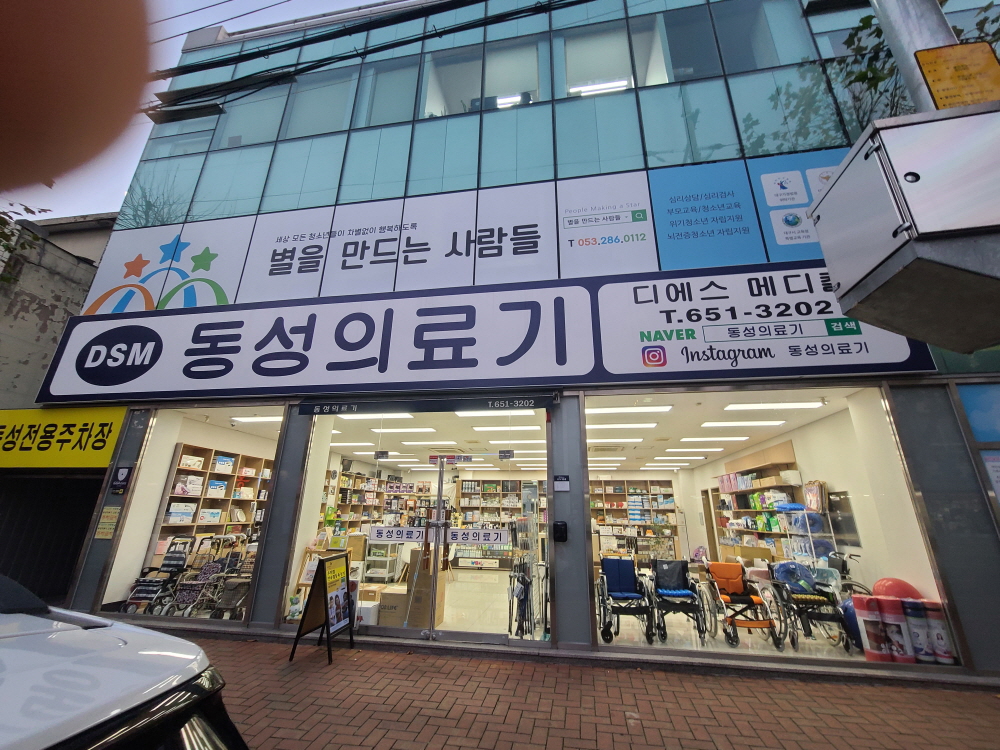 세상 모든 청소년들이 차별없이 행복하도록
별을 만드는 사람들
People Making a Star
별을 만드는 사람들
T 053.286.0112
심리상담/심리검사
부모교육/청소년교육
위기청소년 자립지원
뇌전증청소년 자립지원
DSM 동성의료기
디에스 메디
T.651-3202
NAVER 동성의료기 검색
Instagram 동성의료기
동성의료기 T.651-3202
동성전용주차장
동성의료기 동성의료기